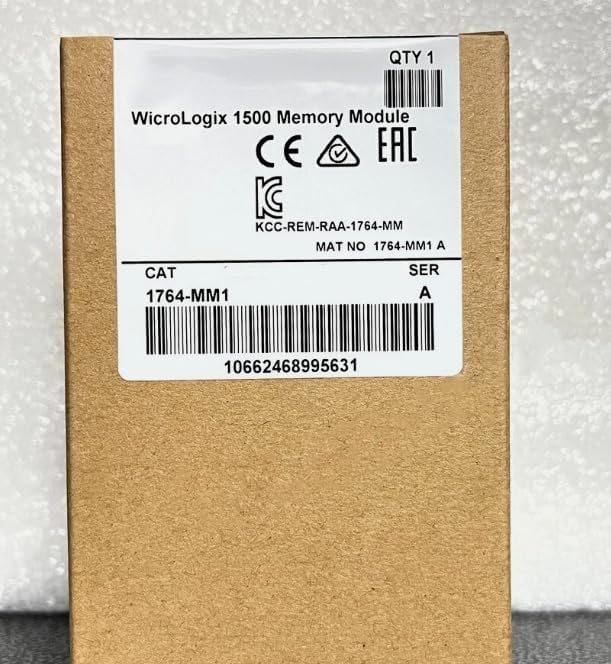 QTY 1
WicroLogix 1500 Memory Module
CE EAC
KC
KCC-REM-RAA-1764-MM
MAT NO 1764-MM1 A
CAT SER
1764-MM1 A
10662468995631